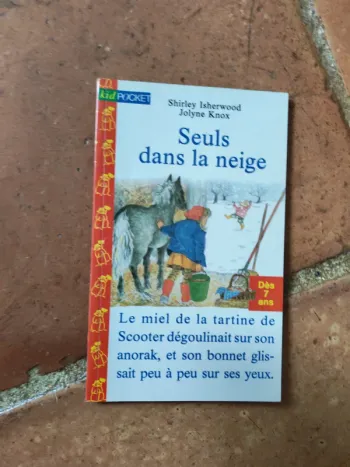 kid POCKET
Shirley Isherwood
Jolyne Knox
Seuls
dans la neige
Dès
7
ans
Le miel de la tartine de
Scooter dégoulinait sur son
anorak, et son bonnet glis-
sait peu à peu sur ses yeux.